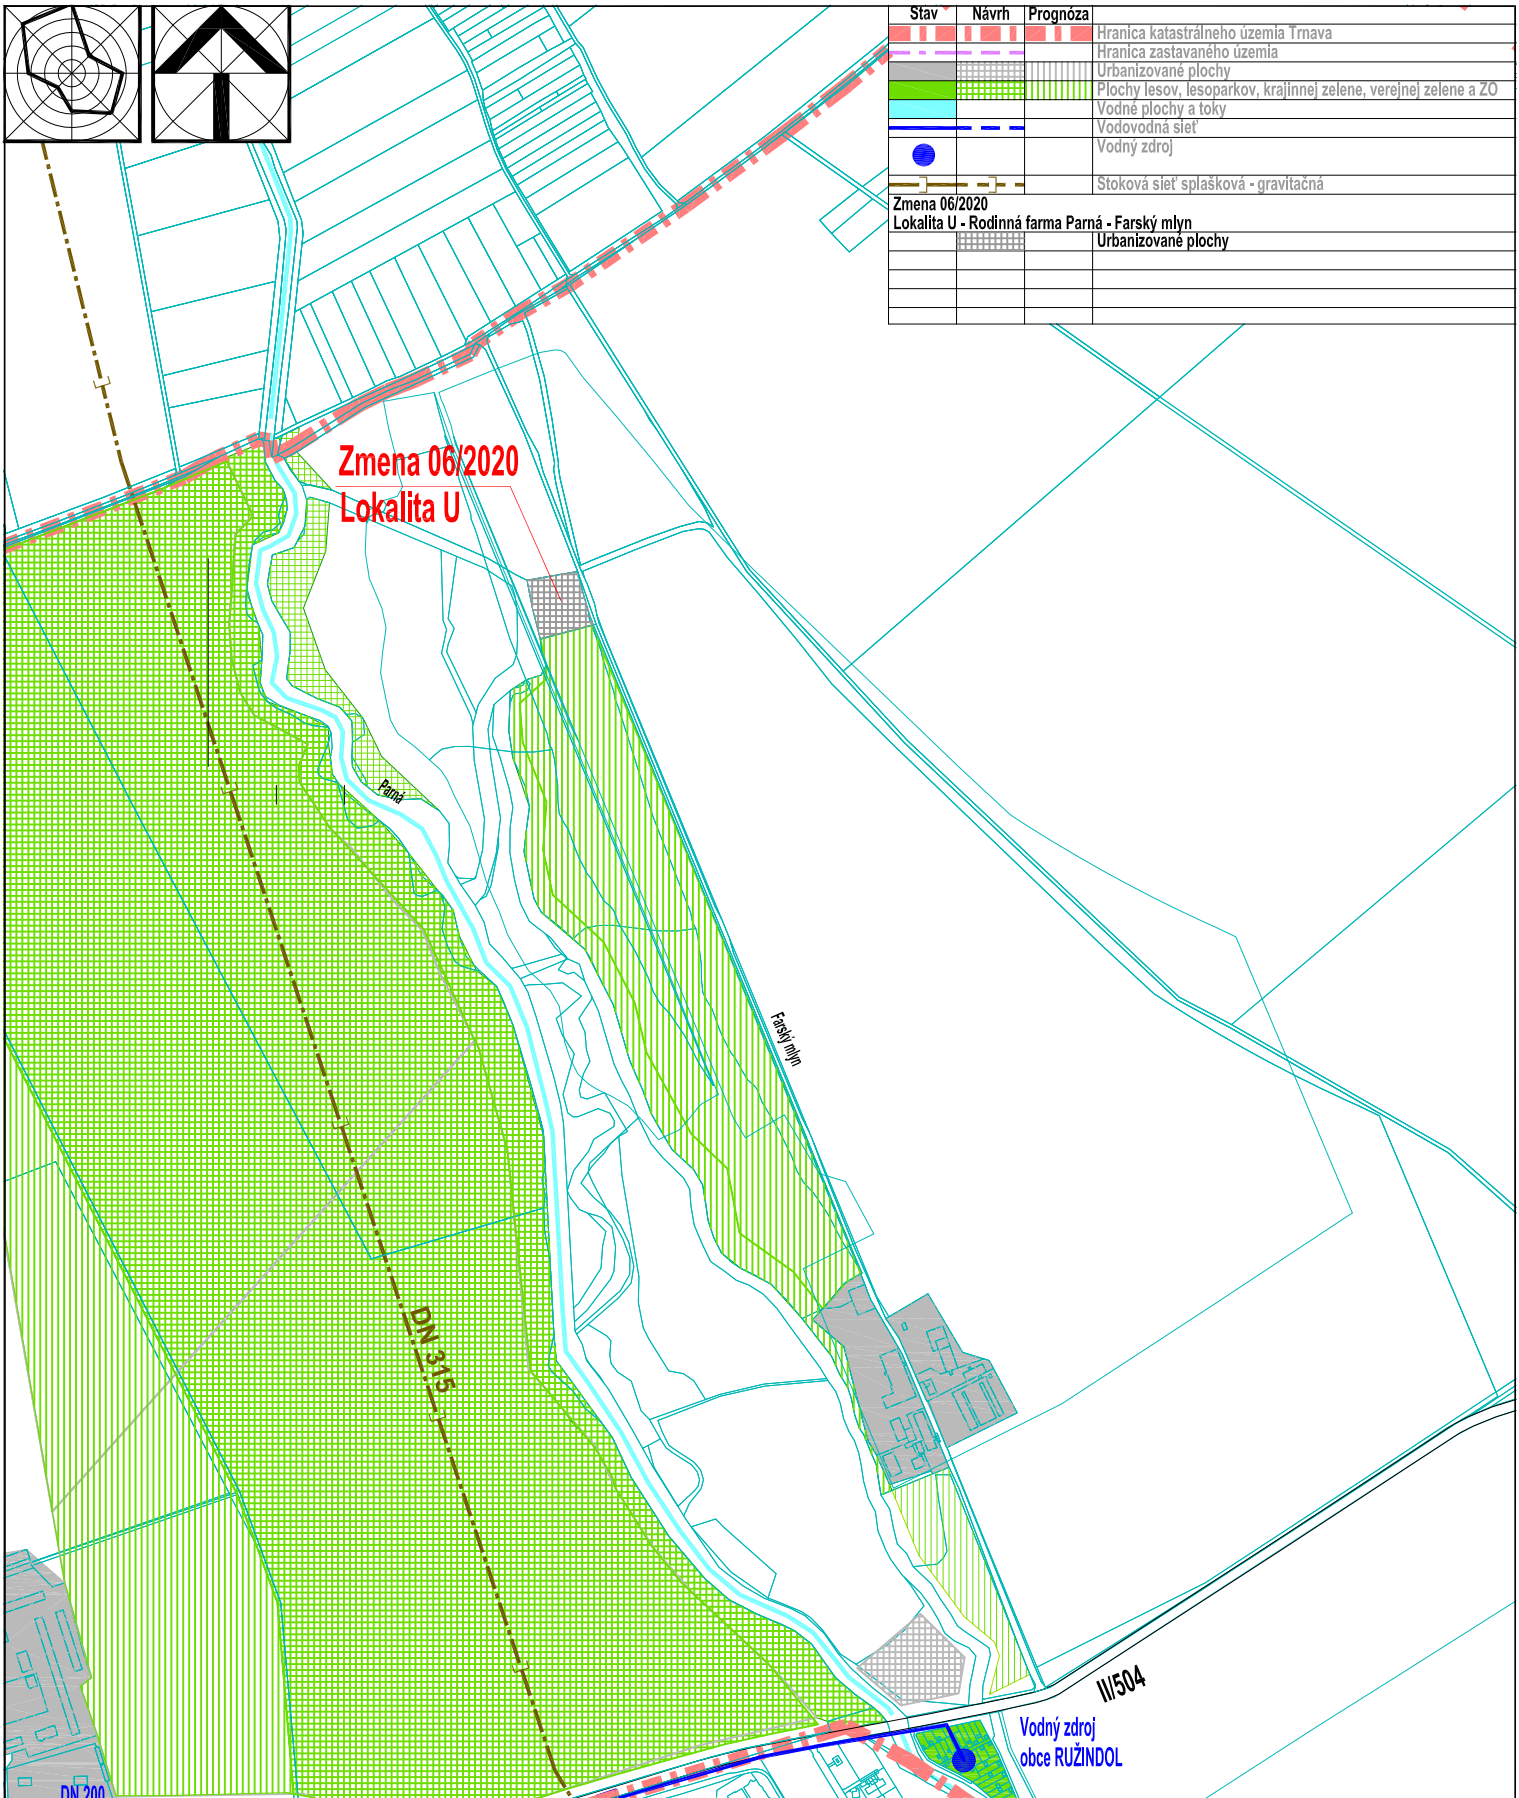 Stav Návrh Prognóza
Hranica katastrálneho územia Trnava
Hranica zastavaného územia
Urbanizované plochy
Plochy lesov, lesoparkov, krajinnej zelene, verejnej zelene a ZO
Vodné plochy a toky
Vodovodná sieť
Vodný zdroj
Stoková sieť splašková - gravitačná
Zmena 06/2020
Lokalita U - Rodinná farma Parná - Farský mlyn
Urbanizované plochy
Zmena 06/2020
Lokalita U
Parná
Farský mlyn
DN 315
II/504
Vodný zdroj
obce RUŽINDOL
DN 200